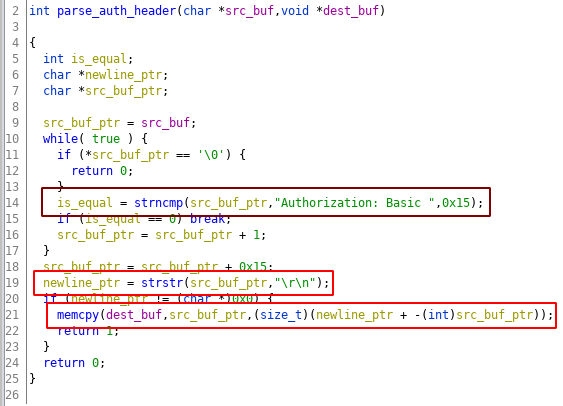 2 int parse_auth_header(char *src_buf,void *dest_buf)
3
4 {
5 int is_equal;
6 char *newline_ptr;
7 char *src_buf_ptr;
8
9 src_buf_ptr = src_buf;
10 while( true ) {
11 if (*src_buf_ptr == '\0') {
12 return 0;
13 }
14 is_equal = strncmp(src_buf_ptr,"Authorization: Basic ",0x15);
15 if (is_equal == 0) break;
16 src_buf_ptr = src_buf_ptr + 1;
17 }
18 src_buf_ptr = src_buf_ptr + 0x15;
19 newline_ptr = strstr(src_buf_ptr,"\r\n");
20 if (newline_ptr != (char *)0x0) {
21 memcpy(dest_buf,src_buf_ptr,(size_t)(newline_ptr + -(int)src_buf_ptr));
22 return 1;
23 }
24 return 0;
25 }
26